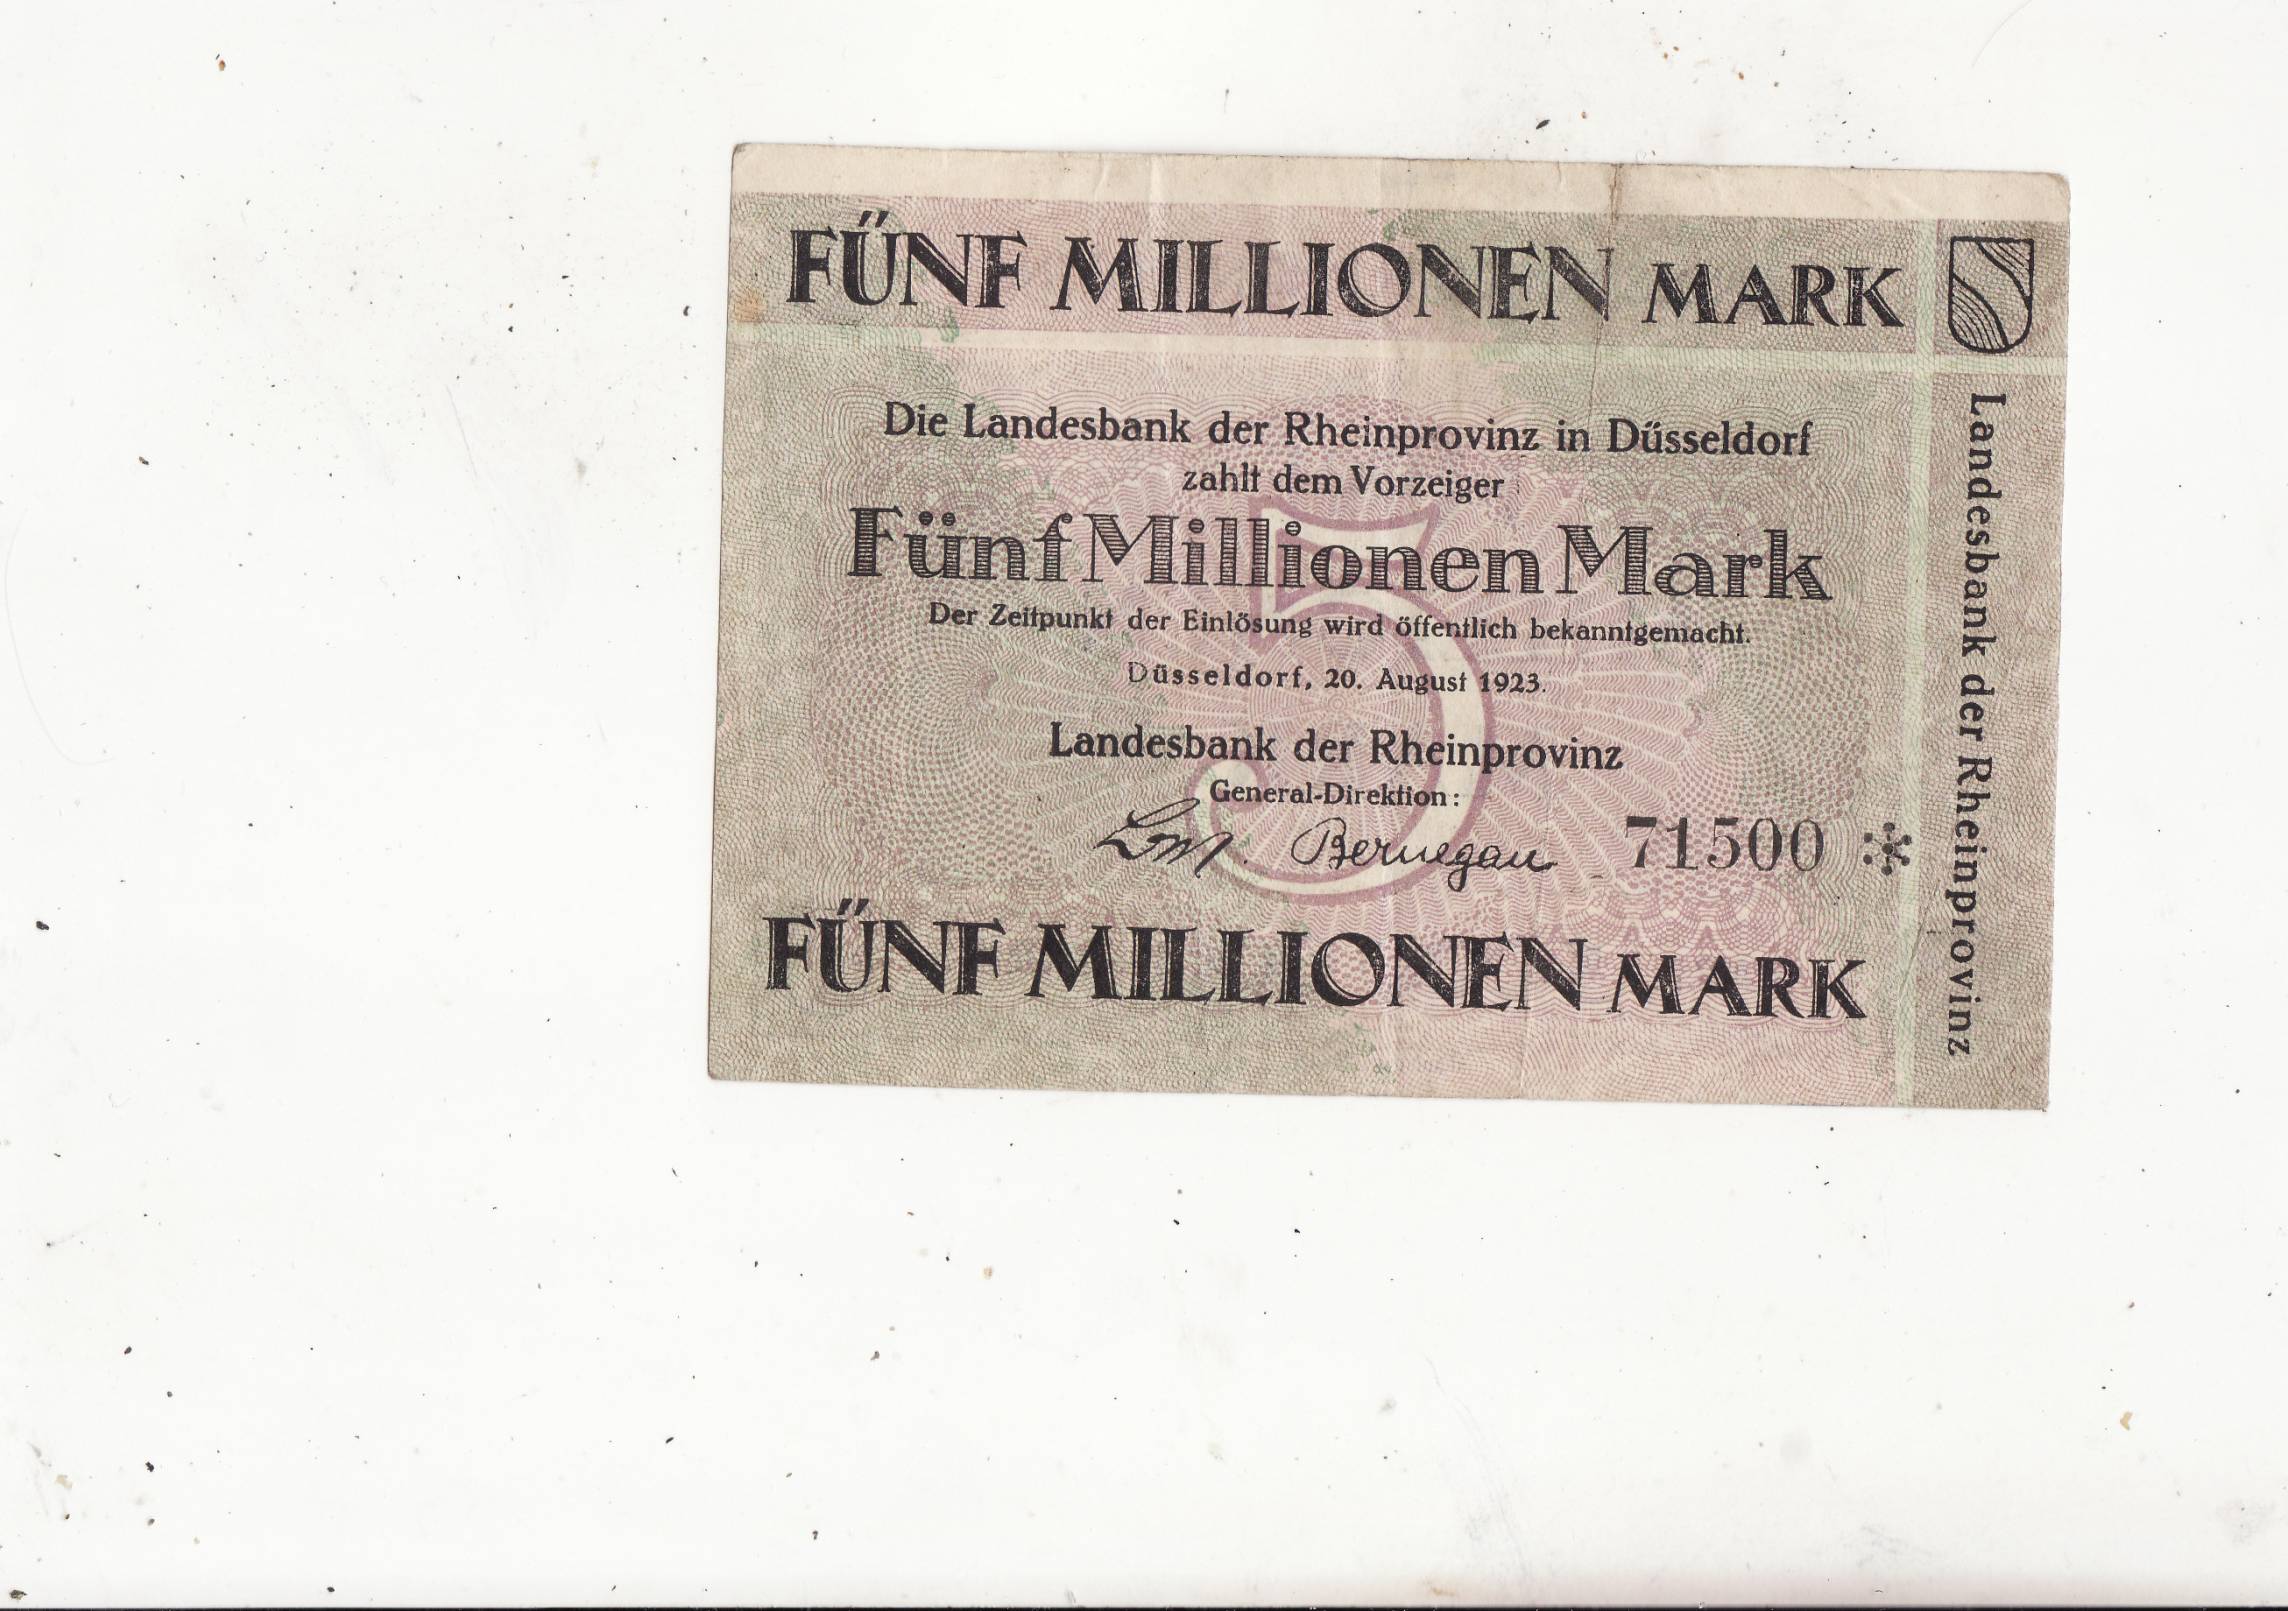 FÜNF MILLIONEN MARK
Die Landesbank der Rheinprovinz in Düsseldorf
zahlt dem Vorzeiger
Fünf Millionen Mark
Der Zeitpunkt der Einlösung wird öffentlich bekanntgemacht.
Düsseldorf, 20. August 1923.
Landesbank der Rheinprovinz
General-Direktion:
Bernegau
71500
FÜNF MILLIONEN MARK
Landesbank der Rheinprovinz
5